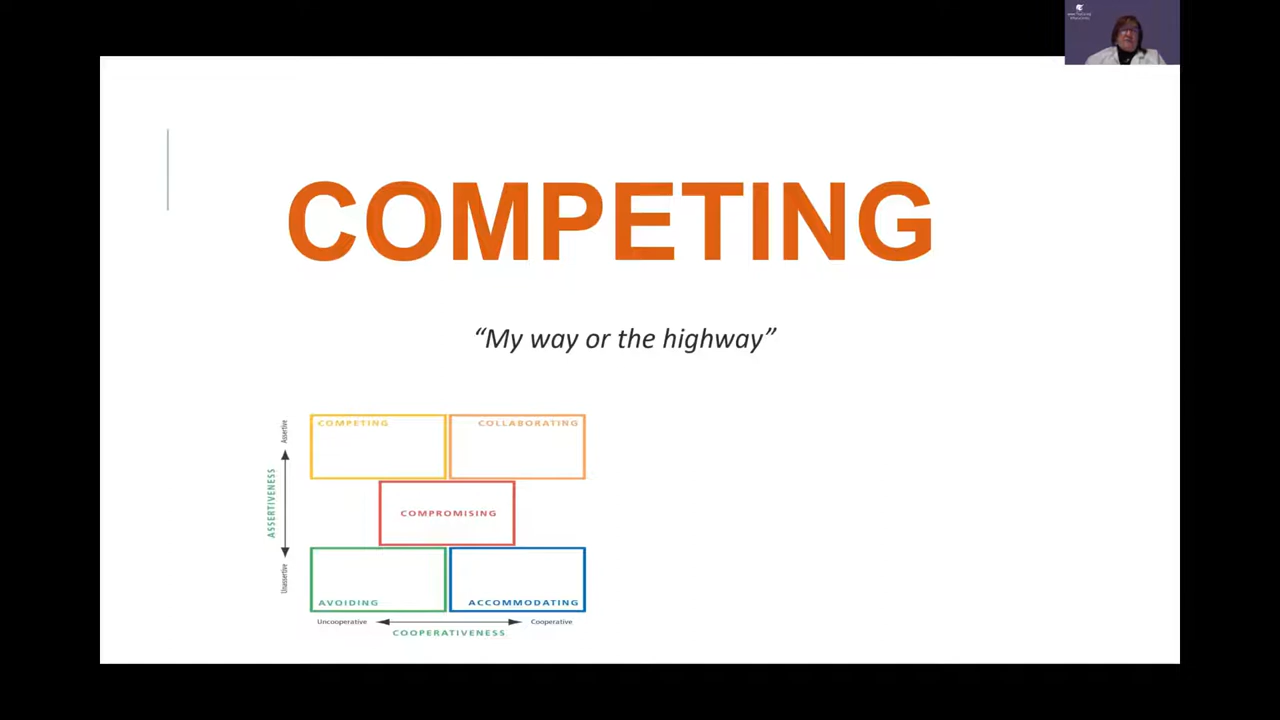 COMPETING
“My way or the highway”
COMPETING
COLLABORATING
COMPROMISING
AVOIDING
ACCOMMODATING
Assertive
ASSERTIVENESS
Unassertive
Uncooperative
Cooperative
COOPERATIVENESS